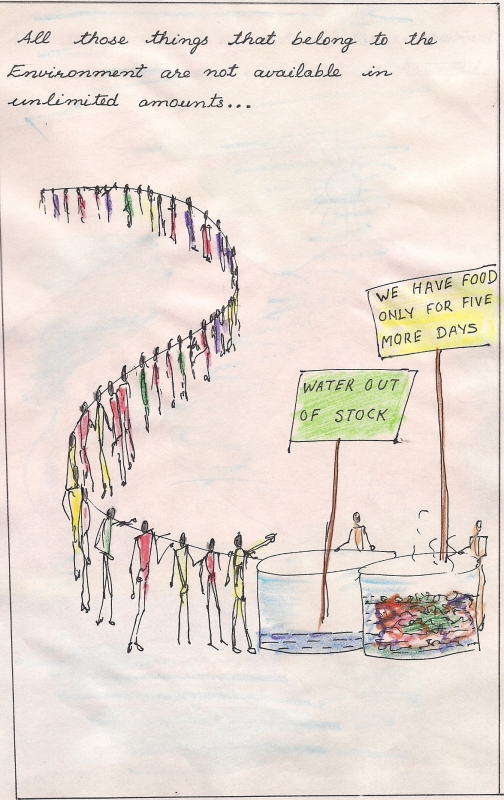 All those things that belong to the
Environment are not available in
unlimited amounts...
WE HAVE FOOD
ONLY FOR FIVE
MORE DAYS
WATER OUT
OF STOCK